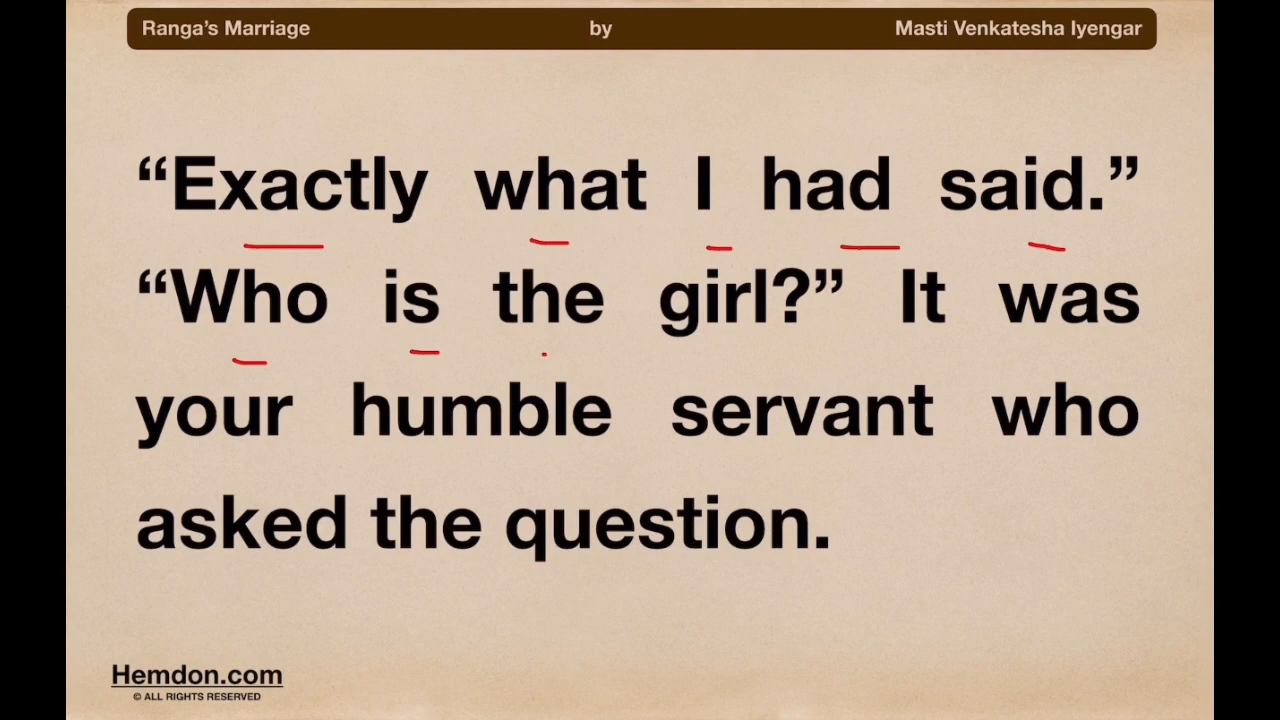 Ranga's Marriage by Masti Venkatesha Iyengar
“Exactly what I had said.”
“Who is the girl?” It was
your humble servant who
asked the question.
Hemdon.com
© ALL RIGHTS RESERVED